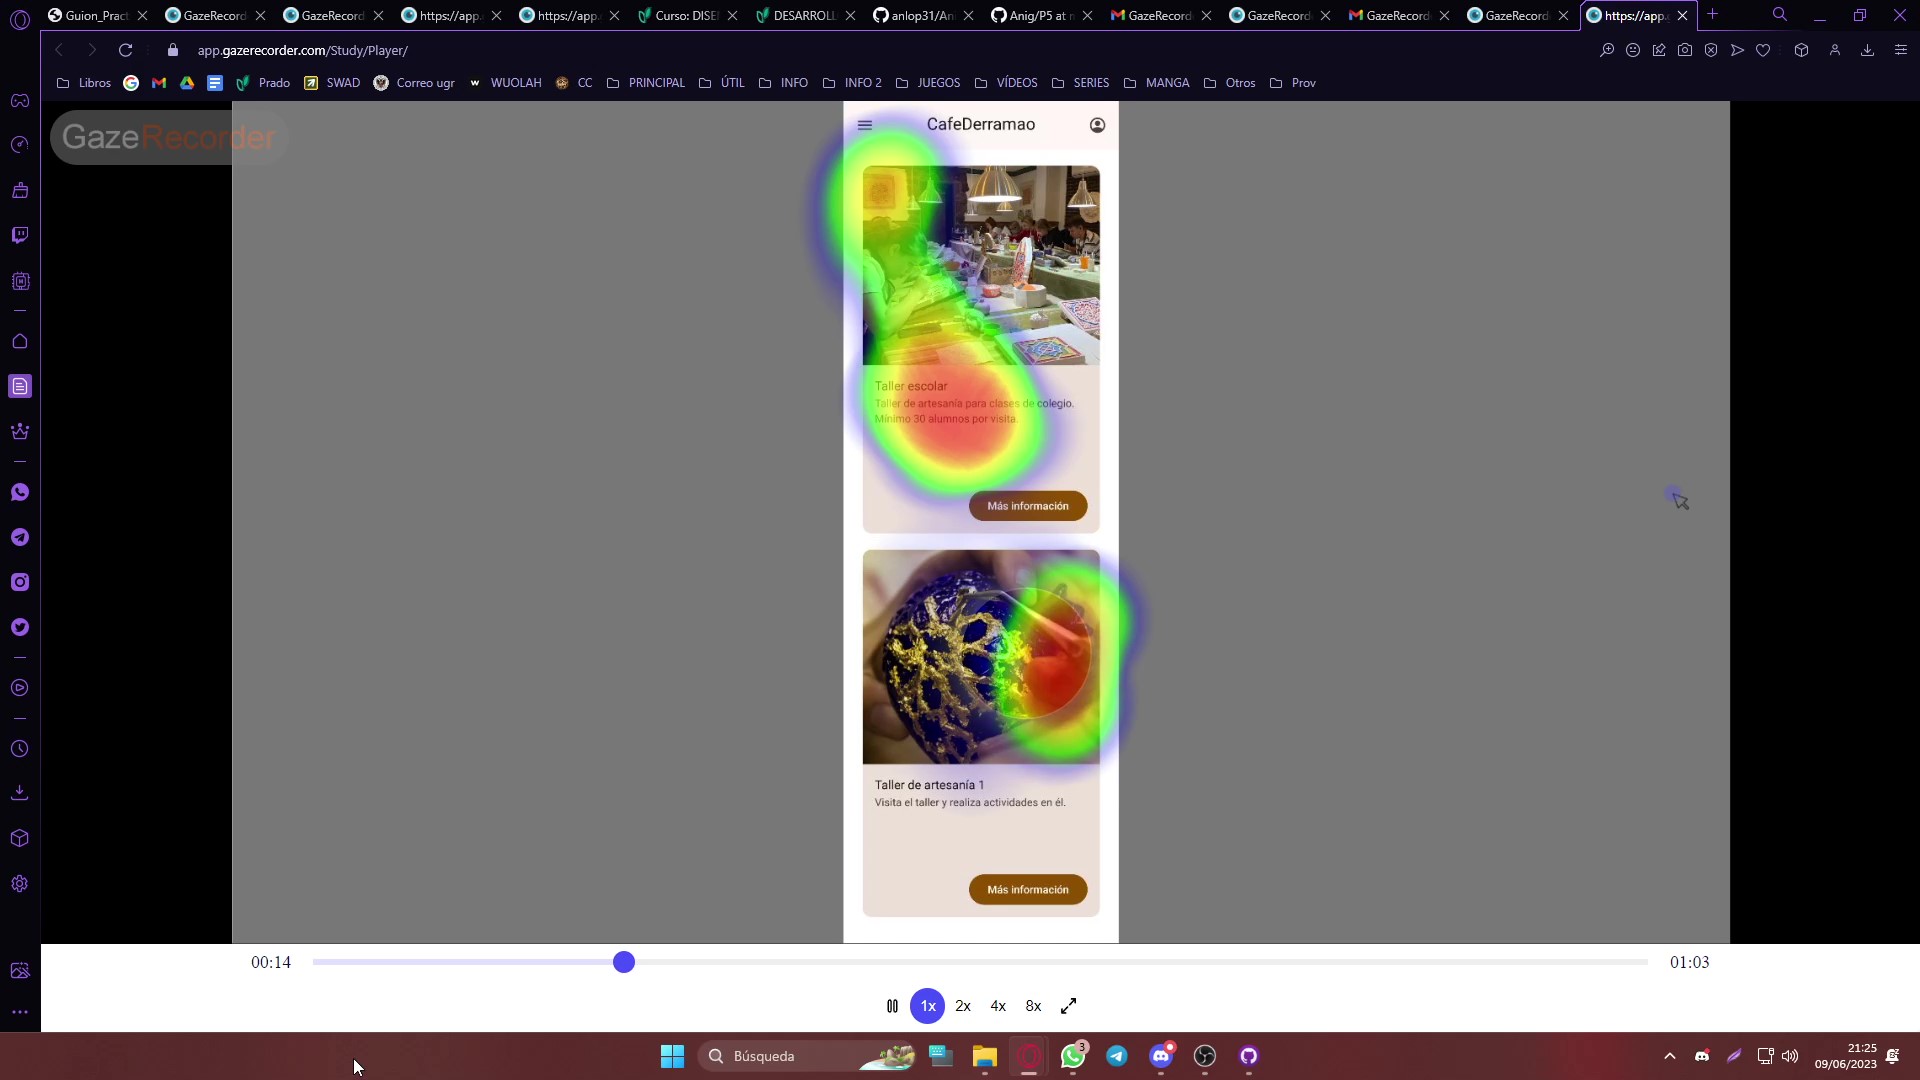 Guion_Pract
GazeRecord
GazeRecord
https://app.
https://app.
Curso: DISE
DESARROLL
anlop31/An
Anig/P5 at
GazeRecord
GazeRecord
GazeRecord
GazeRecord
https://app.
app.gazerecorder.com/Study/Player/
Libros
Prado
SWAD
Correo ugr
WUOLAH
CC
PRINCIPAL
ÚTIL
INFO
INFO 2
JUEGOS
VÍDEOS
SERIES
MANGA
Otros
Prov
GazeRecorder
CafeDerramao
Taller escolar
Taller de artesanía para clases de colegio.
Mínimo 30 alumnos por visita.
Más información
Taller de artesanía 1
Visita el taller y realiza actividades en él.
Más información
00:14
01:03
1x
2x
4x
8x
Búsqueda
3
21:25
09/06/2023